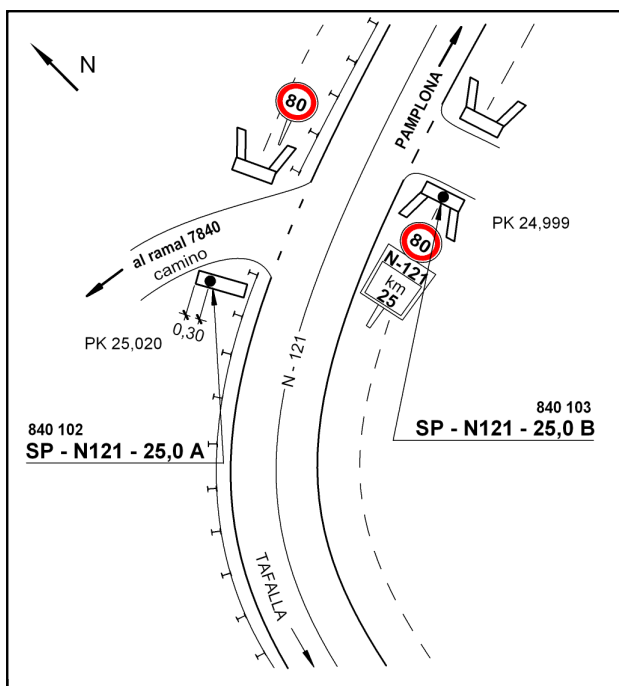 N
80
PAMPLONA
al ramal 7840
camino
PK 24,999
80
N-121
km
25
0,30
PK 25,020
N - 121
840 102
SP - N121 - 25,0 A
840 103
SP - N121 - 25,0 B
TAFALLA